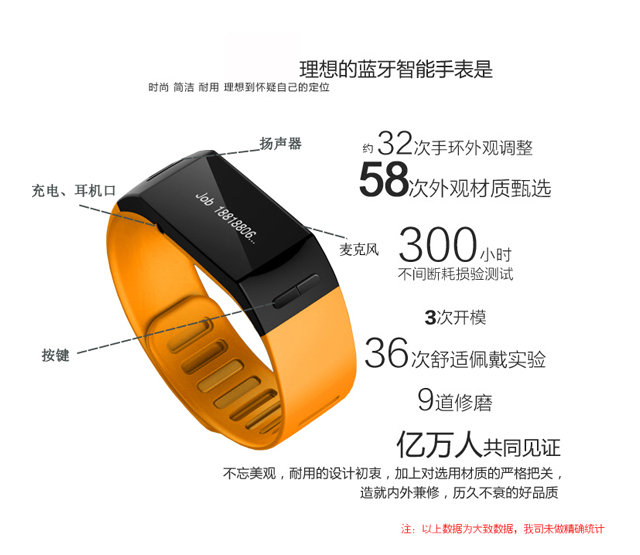 理想的蓝牙智能手表是
时尚 简洁 耐用 理想到怀疑自己的定位
扬声器
约32次手环外观调整
充电、耳机口
58次外观材质甄选
Job 18818806...
麦克风
300小时
不间断耗损验测试
3次开模
按键
36次舒适佩戴实验
9道修磨
亿万人共同见证
不忘美观，耐用的设计初衷，加上对选用材质的严格把关，
造就内外兼修，历久不衰的好品质
注：以上数据为大致数据，我司未做精确统计